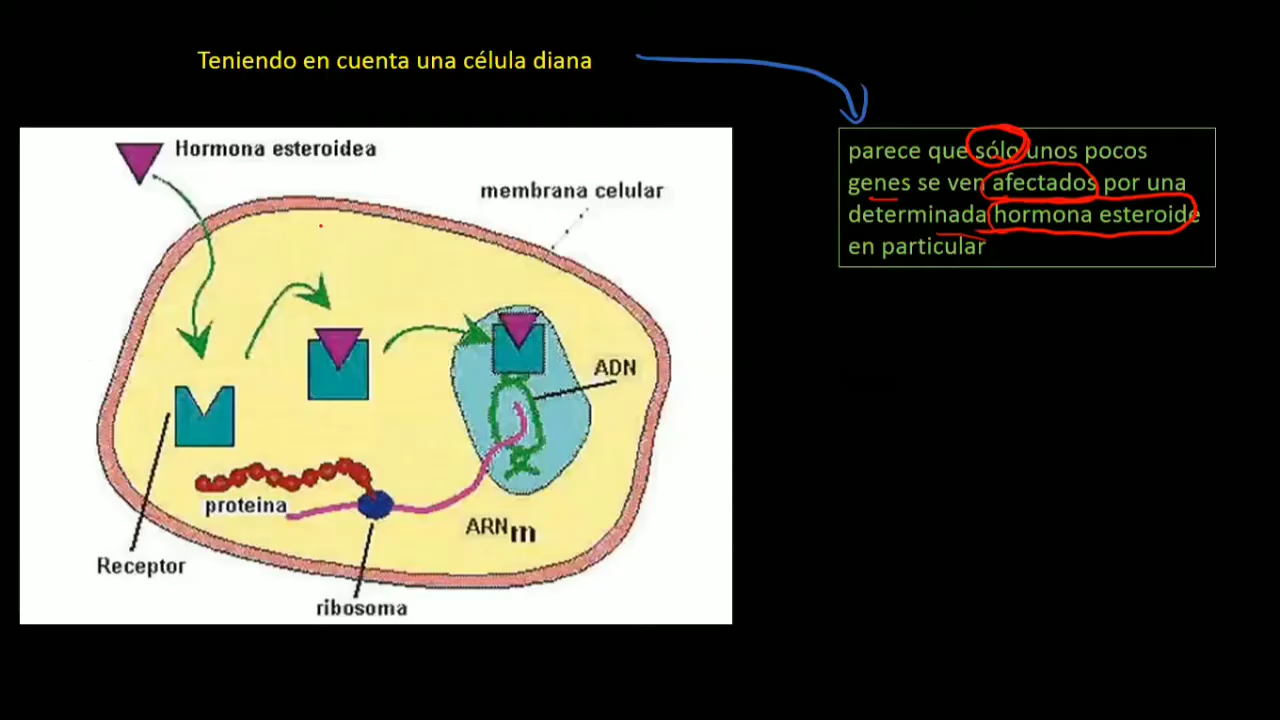 Teniendo en cuenta una célula diana
parece que sólo unos pocos
genes se ven afectados por una
determinada hormona esteroide
en particular
Hormona esteroidea
membrana celular
ADN
proteina
ARNm
Receptor
ribosoma